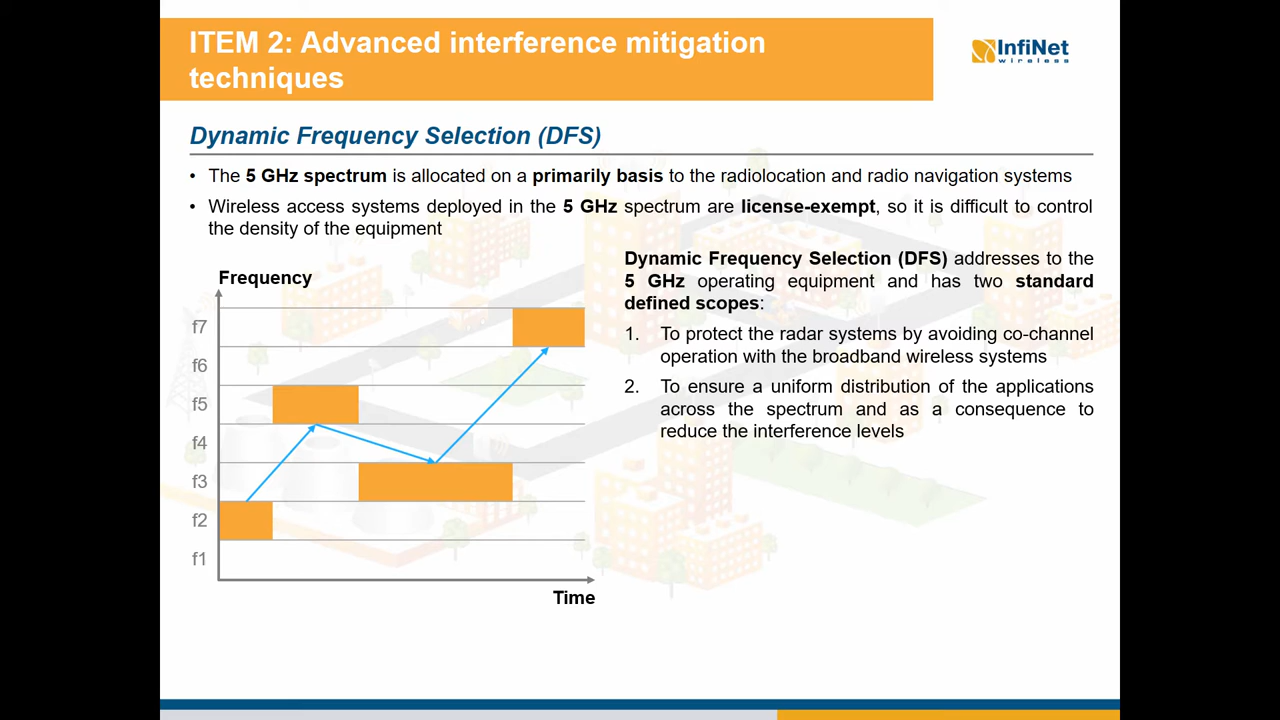 ITEM 2: Advanced interference mitigation
techniques
InfiNet
wireless
Dynamic Frequency Selection (DFS)
• The 5 GHz spectrum is allocated on a primarily basis to the radiolocation and radio navigation systems
• Wireless access systems deployed in the 5 GHz spectrum are license-exempt, so it is difficult to control
the density of the equipment
Frequency
f7
f6
f5
f4
f3
f2
f1
Time
Dynamic Frequency Selection (DFS) addresses to the
5 GHz operating equipment and has two standard
defined scopes:
1. To protect the radar systems by avoiding co-channel
operation with the broadband wireless systems
2. To ensure a uniform distribution of the applications
across the spectrum and as a consequence to
reduce the interference levels